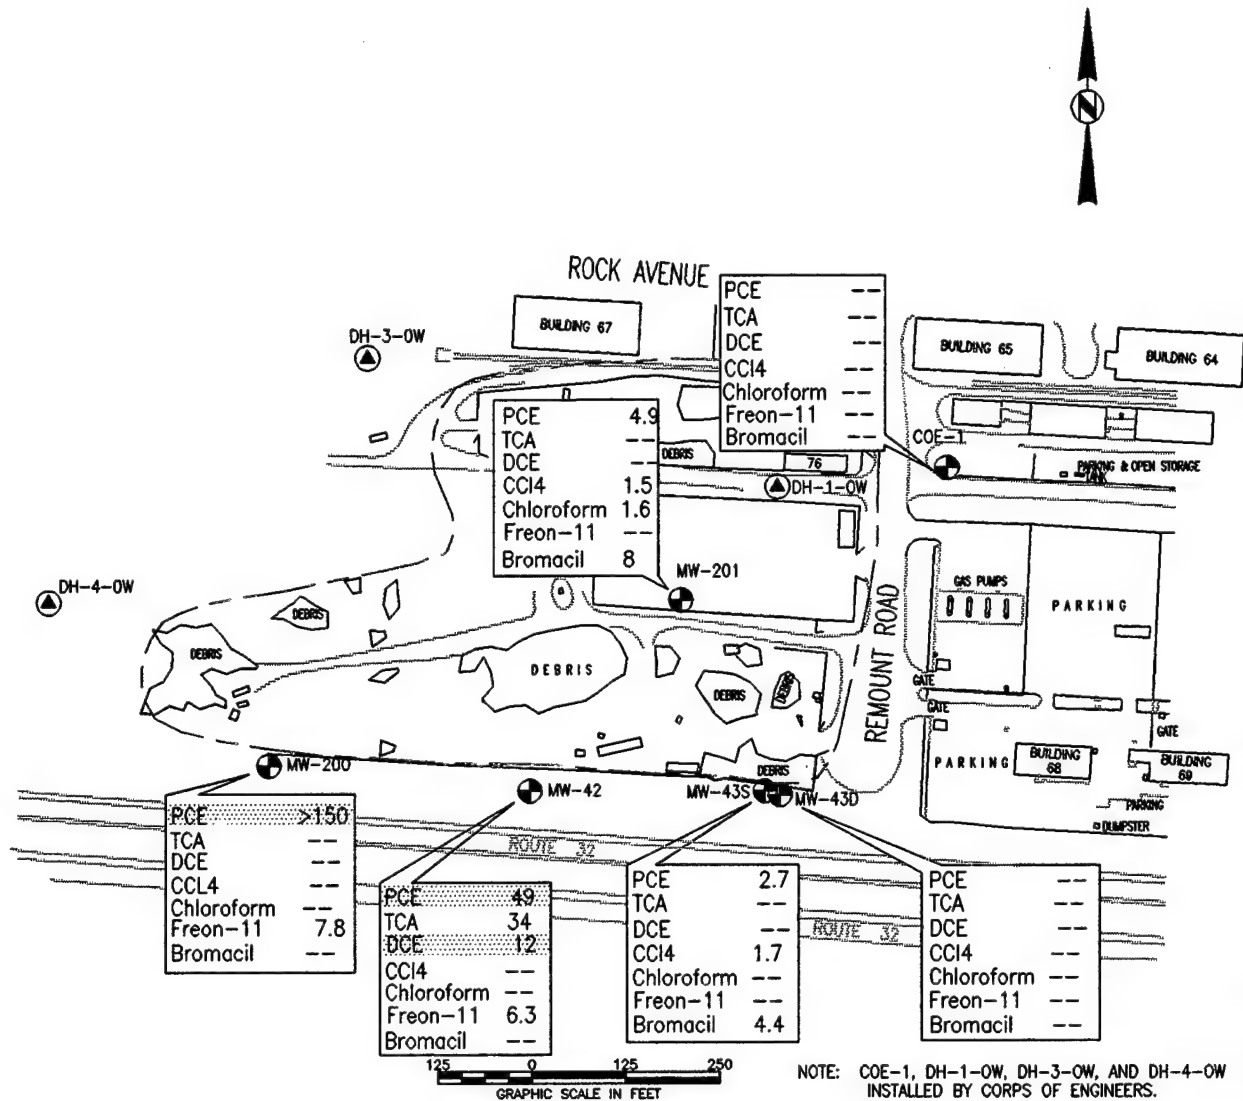 N
ROCK AVENUE
BUILDING 67
DH-3-OW
PCE --
TCA --
DCE --
CCl4 --
Chloroform --
Freon-11 --
Bromacil --
BUILDING 65
BUILDING 64
COE-1
PARKING & OPEN STORAGE
TANK
PCE 4.9
TCA --
DCE --
CCl4 1.5
Chloroform 1.6
Freon-11 --
Bromacil 8
DEBRIS
76
DH-1-OW
MW-201
DH-4-OW
GAS PUMPS
PARKING
DEBRIS
DEBRIS
DEBRIS
DEBRIS
DEBRIS
REMOUNT ROAD
GATE
GATE
GATE
PARKING
BUILDING 68
BUILDING 69
PARKING
DUMPSTER
DEBRIS
MW-200
MW-42
MW-43S
MW-43D
ROUTE 32
ROUTE 32
PCE >150
TCA --
DCE --
CCL4 --
Chloroform --
Freon-11 7.8
Bromacil --
PCE 49
TCA 34
DCE 12
CCl4 --
Chloroform --
Freon-11 6.3
Bromacil --
PCE 2.7
TCA --
DCE --
CCl4 1.7
Chloroform --
Freon-11 --
Bromacil 4.4
PCE --
TCA --
DCE --
CCl4 --
Chloroform --
Freon-11 --
Bromacil --
125 0 125 250
GRAPHIC SCALE IN FEET
NOTE: COE-1, DH-1-OW, DH-3-OW, AND DH-4-OW
INSTALLED BY CORPS OF ENGINEERS.